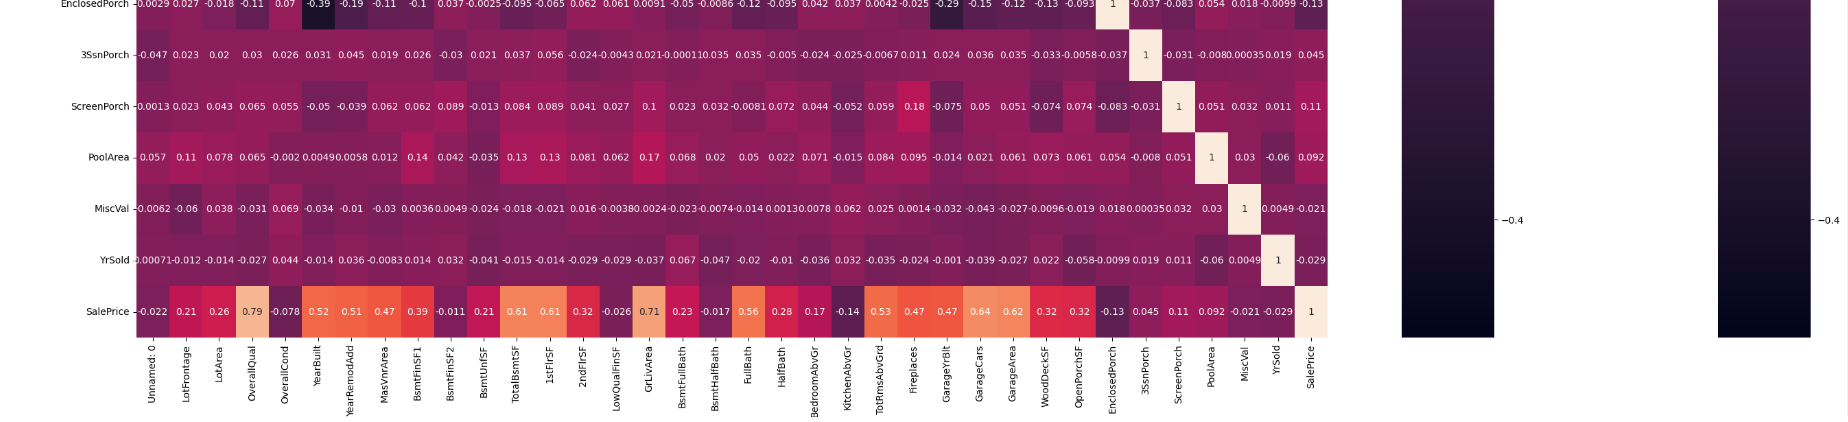 EnclosedPorch -0.0029 0.027 -0.018 -0.11 0.07 -0.39 -0.19 -0.11 -0.1 0.037 -0.0025 -0.095 -0.065 0.062 0.061 0.0091 -0.05 -0.0086 -0.12 -0.095 0.042 0.037 0.0042 -0.025 -0.29 -0.15 -0.12 -0.13 -0.093 1 -0.037 -0.083 0.054 0.018 -0.0099 -0.13
3SsnPorch -0.047 0.023 0.02 0.03 0.026 0.031 0.045 0.019 0.026 -0.03 0.021 0.037 0.056 -0.024 -0.0043 0.021 -0.00011 0.035 0.035 -0.005 -0.024 -0.025 -0.0067 0.011 0.024 0.036 0.035 -0.033 -0.0058 -0.037 1 -0.031 -0.008 0.00035 0.019 0.045
ScreenPorch 0.0013 0.023 0.043 0.065 0.055 -0.05 -0.039 0.062 0.062 0.089 -0.013 0.084 0.089 0.041 0.027 0.1 0.023 0.032 -0.0081 0.072 0.044 -0.052 0.059 0.18 -0.075 0.05 0.051 -0.074 0.074 -0.083 -0.031 1 0.051 0.032 0.011 0.11
PoolArea 0.057 0.11 0.078 0.065 -0.002 0.0049 0.0058 0.012 0.14 0.042 -0.035 0.13 0.13 0.081 0.062 0.17 0.068 0.02 0.05 0.022 0.071 -0.015 0.084 0.095 -0.014 0.021 0.061 0.073 0.061 0.054 -0.008 0.051 1 0.03 -0.06 0.092
MiscVal -0.0062 -0.06 0.038 -0.031 0.069 -0.034 -0.01 -0.03 0.0036 0.0049 -0.024 -0.018 -0.021 0.016 -0.0038 -0.0024 -0.023 -0.0074 -0.014 0.0013 0.0078 0.062 0.025 0.0014 -0.032 -0.043 -0.027 -0.0096 -0.019 0.018 0.00035 0.032 0.03 1 0.0049 -0.021
−0.4 −0.4
YrSold 0.00071 -0.012 -0.014 -0.027 0.044 -0.014 0.036 -0.0083 0.014 0.032 -0.041 -0.015 -0.014 -0.029 -0.029 -0.037 0.067 -0.047 -0.02 -0.01 -0.036 0.032 -0.035 -0.024 -0.001 -0.039 -0.027 0.022 -0.058 -0.0099 0.019 0.011 -0.06 0.0049 1 -0.029
SalePrice -0.022 0.21 0.26 0.79 -0.078 0.52 0.51 0.47 0.39 -0.011 0.21 0.61 0.61 0.32 -0.026 0.71 0.23 -0.017 0.56 0.28 0.17 -0.14 0.53 0.47 0.47 0.64 0.62 0.32 0.32 -0.13 0.045 0.11 0.092 -0.021 -0.029 1
Unnamed: 0
LotFrontage
LotArea
OverallQual
OverallCond
YearBuilt
YearRemodAdd
MasVnrArea
BsmtFinSF1
BsmtFinSF2
BsmtUnfSF
TotalBsmtSF
1stFlrSF
2ndFlrSF
LowQualFinSF
GrLivArea
BsmtFullBath
BsmtHalfBath
FullBath
HalfBath
BedroomAbvGr
KitchenAbvGr
TotRmsAbvGrd
Fireplaces
GarageYrBlt
GarageCars
GarageArea
WoodDeckSF
OpenPorchSF
EnclosedPorch
3SsnPorch
ScreenPorch
PoolArea
MiscVal
YrSold
SalePrice